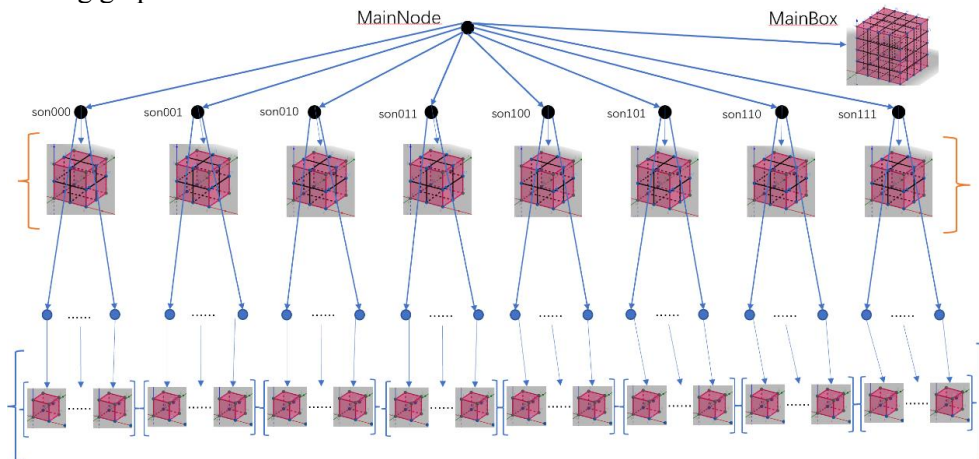 MainNode
MainBox
son000 son001 son010 son011 son100 son101 son110 son111
...... ...... ...... ...... ...... ...... ...... ......
...... ...... ...... ...... ...... ...... ...... ......